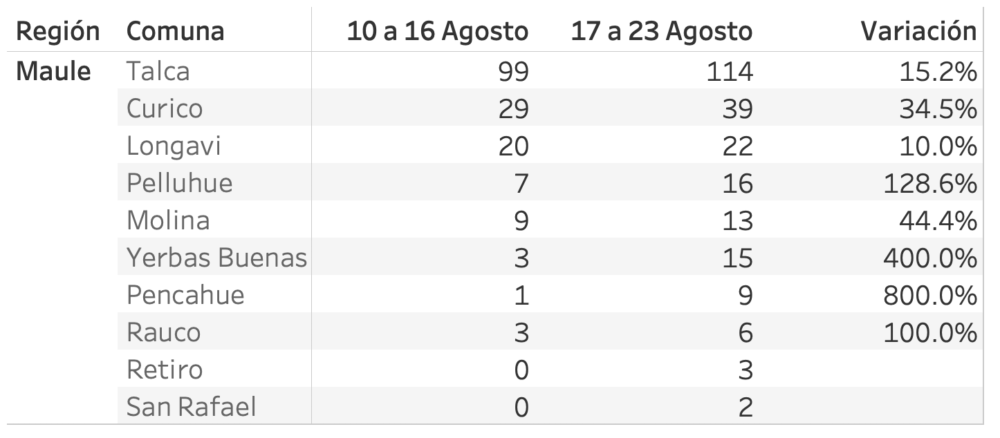 Región Comuna 10 a 16 Agosto 17 a 23 Agosto Variación
Maule Talca 99 114 15.2%
Curico 29 39 34.5%
Longavi 20 22 10.0%
Pelluhue 7 16 128.6%
Molina 9 13 44.4%
Yerbas Buenas 3 15 400.0%
Pencahue 1 9 800.0%
Rauco 3 6 100.0%
Retiro 0 3
San Rafael 0 2